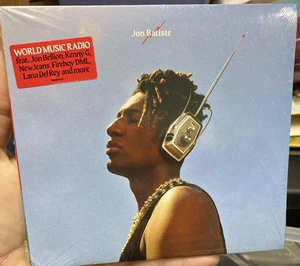 Jon Batiste
WORLD MUSIC RADIO
feat. Jon Bellion, Kenny G,
NewJeans, Fireboy DML,
Lana Del Rey and more